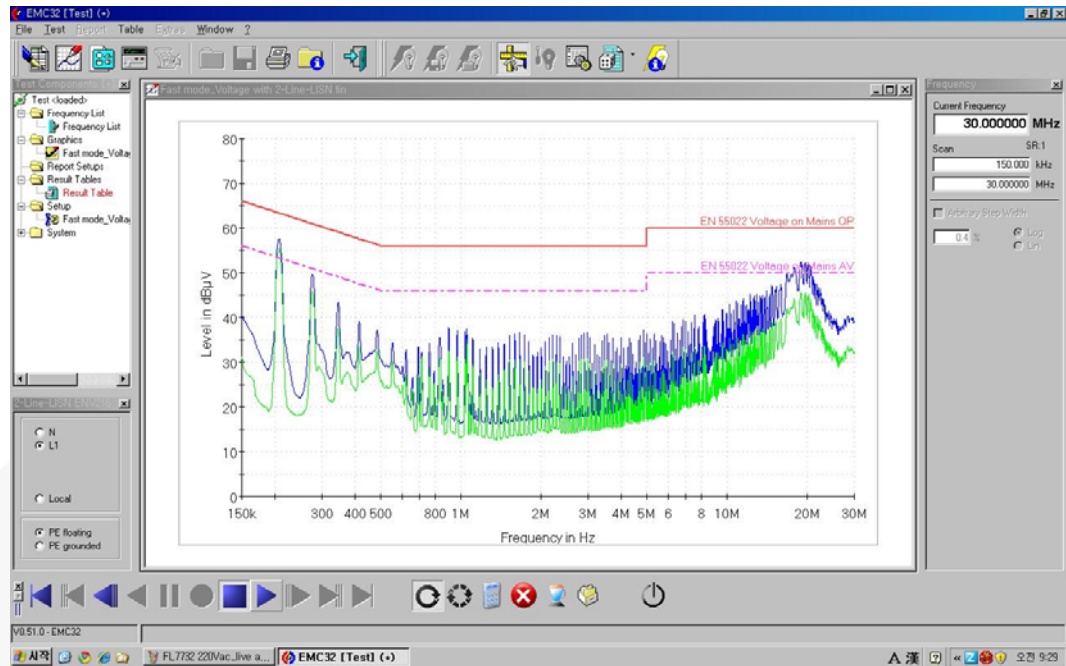 EMC32 [Test] (*)
File Test Report Table Extras Window ?
Test Components
Test <loaded>
Frequency List
Frequency List
Graphics
Fast mode_Volta
Report Setups
Result Tables
Result Table
Setup
Fast mode_Volta
System
2-Line-LISN ENV2
N
L1
Local
PE floating
PE grounded
Fast mode_Voltage with 2-Line-LISN fin
80
70
60
50
40
30
20
10
0
Level in dBµV
EN 55022 Voltage on Mains QP
EN 55022 Voltage on Mains AV
150k 300 400 500 800 1M 2M 3M 4M 5M 6 8 10M 20M 30M
Frequency in Hz
Frequency
Current Frequency
30.000000 MHz
Scan SR:1
150.000 kHz
30.000000 MHz
Arbitrary Step Width
0.4 %
Log
Lin
V8.51.0 - EMC32
시작
FL7732 220Vac_live a...
EMC32 [Test] (*)
A 漢
오전 9:29